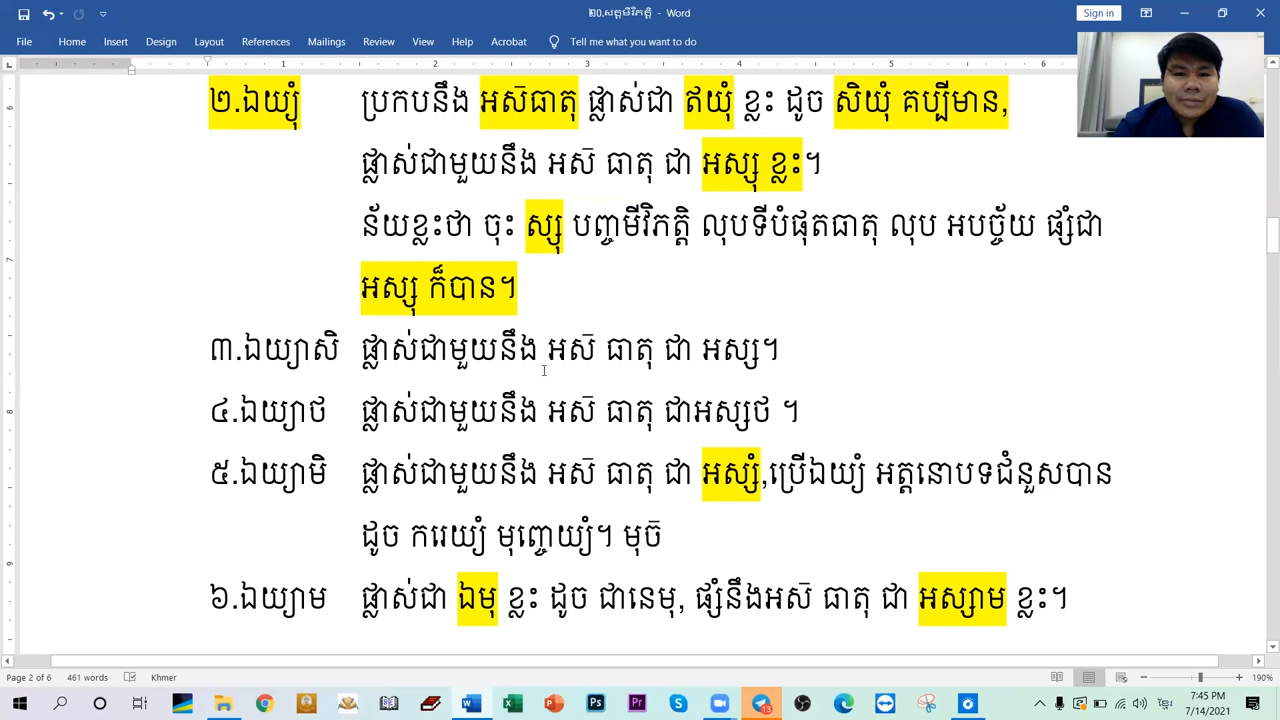 ២០.សត្តមីវិភត្តិ - Word
Sign in
File Home Insert Design Layout References Mailings Review View Help Acrobat Tell me what you want to do
២.ឯយ្យុំ ប្រកបនឹង អស៑ធាតុ ផ្លាស់ជា ឥយុំ ខ្លះ ដូច សិយុំ គប្បីមាន,
ផ្លាស់ជាមួយនឹង អស៑ ធាតុ ជា អស្សុ ខ្លះ។
ន័យខ្លះថា ចុះ ស្សុ បញ្ចមីវិភត្តិ លុបទីបំផុតធាតុ លុប អបច្ច័យ ផ្សំជា
អស្សុ ក៏បាន។
៣.ឯយ្យាសិ ផ្លាស់ជាមួយនឹង អស៑ ធាតុ ជា អស្ស។
៤.ឯយ្យាថ ផ្លាស់ជាមួយនឹង អស៑ ធាតុ ជាអស្សថ ។
៥.ឯយ្យាមិ ផ្លាស់ជាមួយនឹង អស៑ ធាតុ ជា អស្សំ,ប្រើឯយ្យំ អត្តនោបទជំនួសបាន
ដូច ករេយ្យំ មុញ្ចេយ្យំ។ មុច៑
៦.ឯយ្យាម ផ្លាស់ជា ឯមុ ខ្លះ ដូច ជានេមុ, ផ្សំនឹងអស៑ ធាតុ ជា អស្សាម ខ្លះ។
Page 2 of 6 461 words Khmer 190%
7:45 PM
7/14/2021